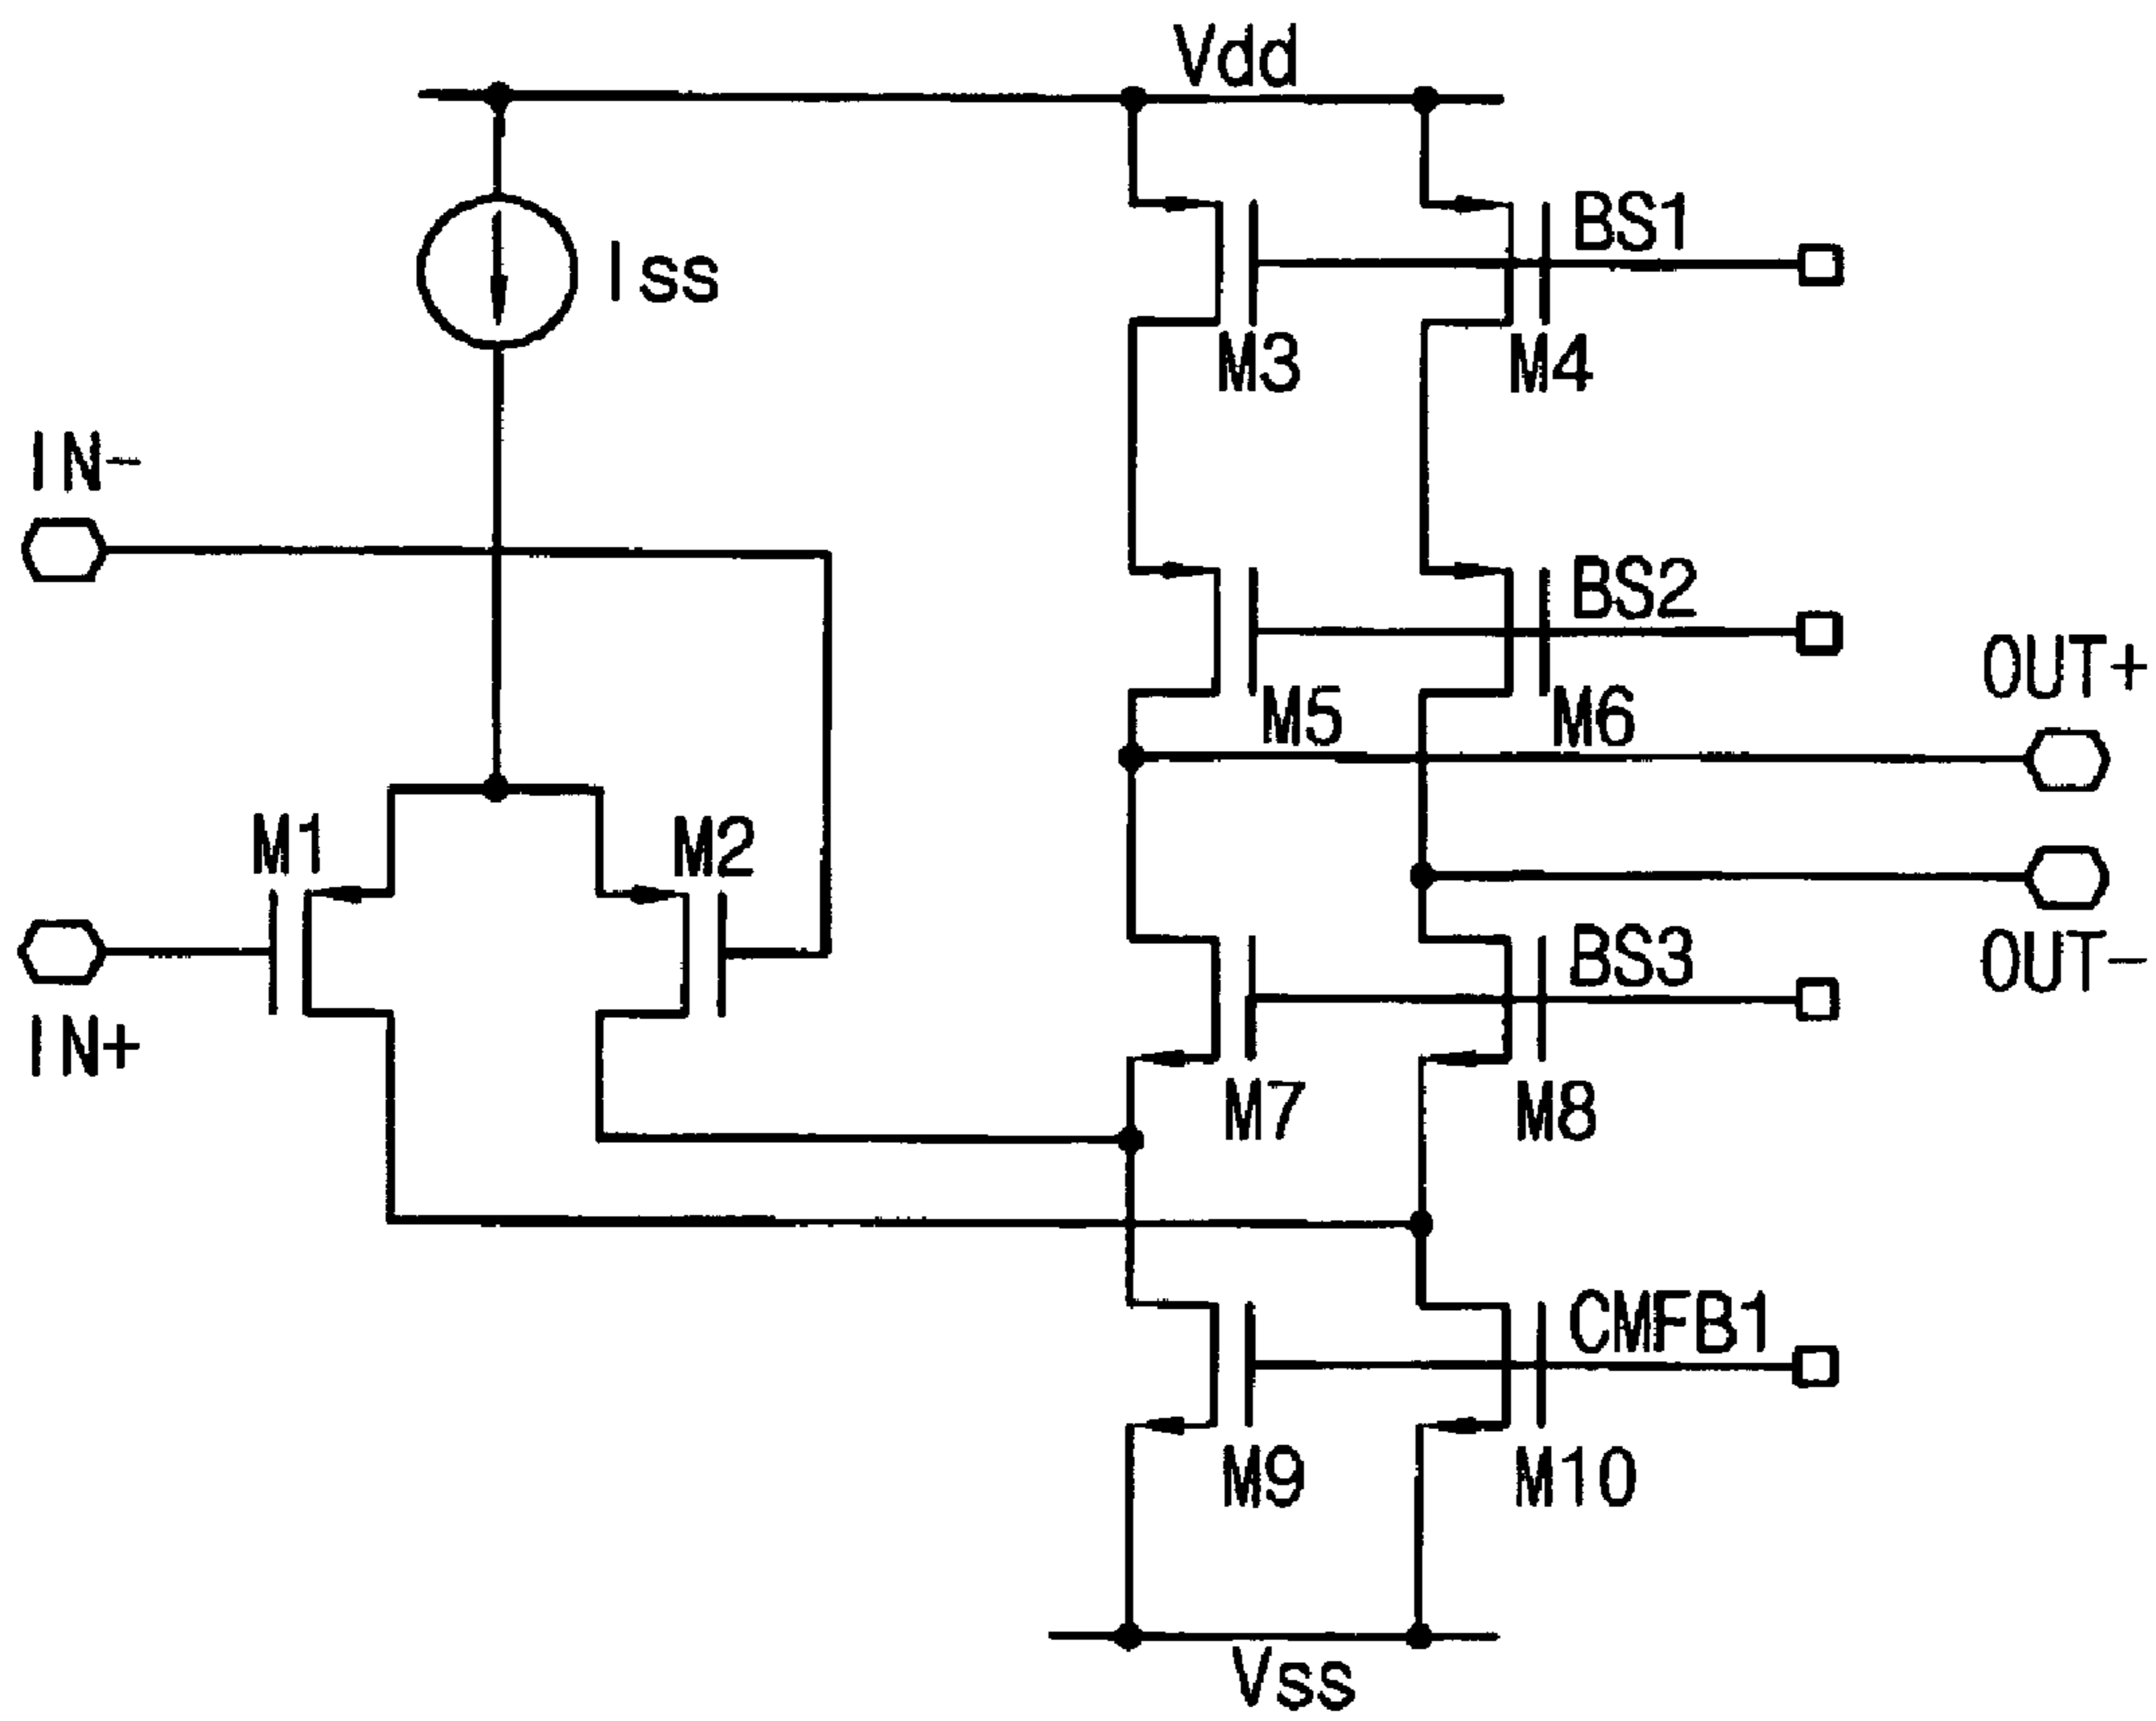 Vdd
BS1
Iss
M3
M4
IN-
BS2
OUT+
M5
M6
M1
M2
BS3
OUT-
IN+
M7
M8
CMFB1
M9
M10
Vss